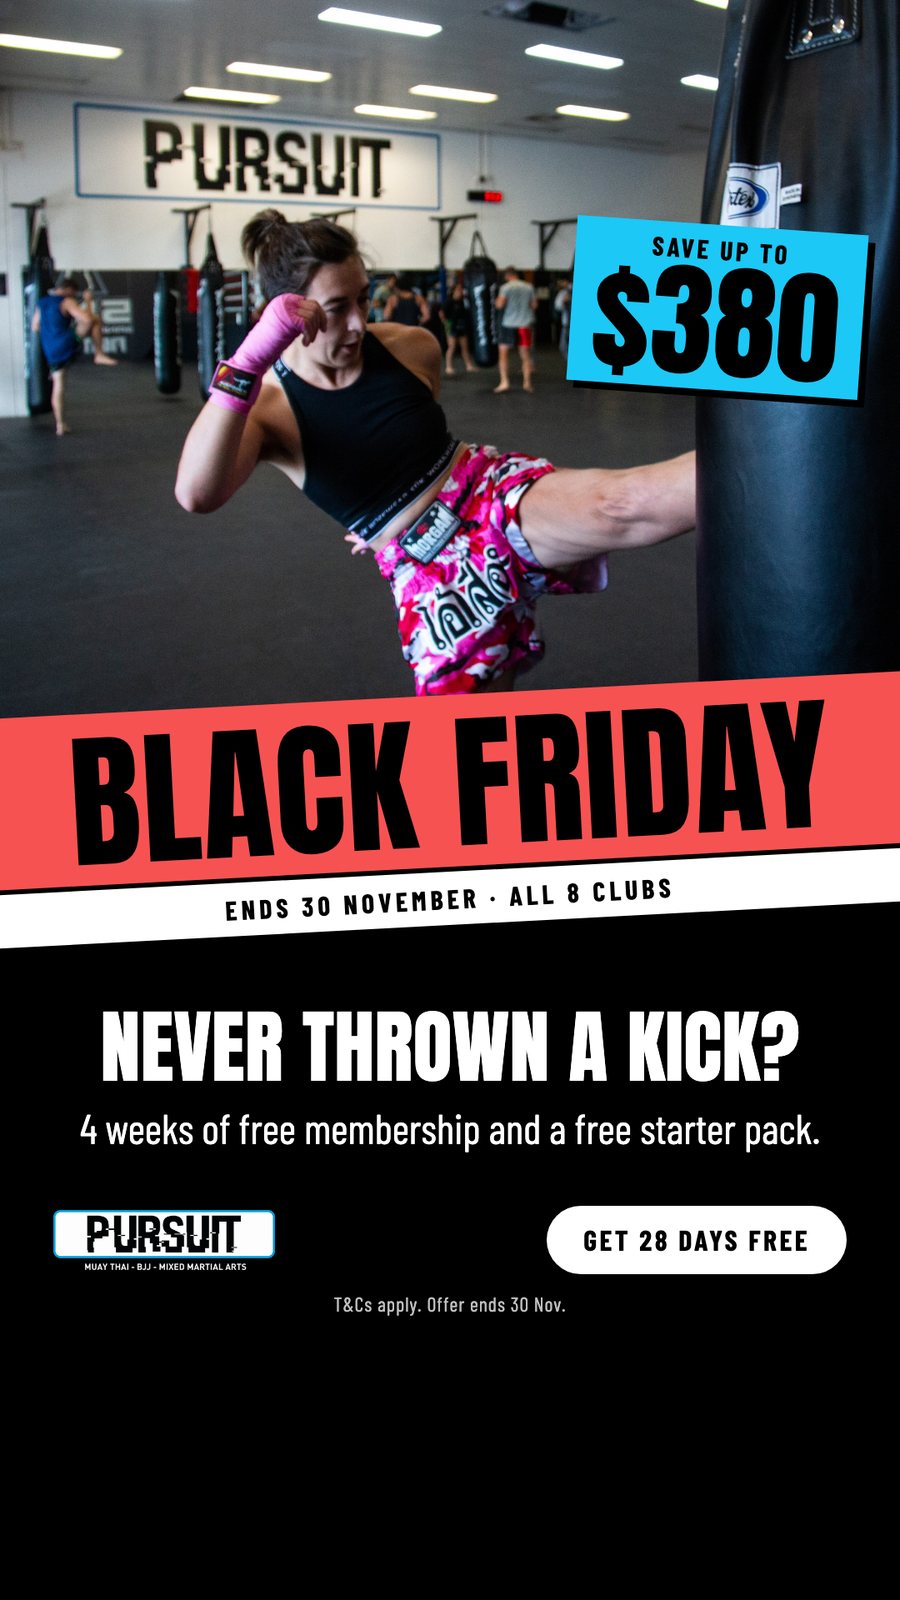 PURSUIT
SAVE UP TO
$380
MORGAN
BLACK FRIDAY
ENDS 30 NOVEMBER · ALL 8 CLUBS
NEVER THROWN A KICK?
4 weeks of free membership and a free starter pack.
PURSUIT
MUAY THAI - BJJ - MIXED MARTIAL ARTS
GET 28 DAYS FREE
T&Cs apply. Offer ends 30 Nov.